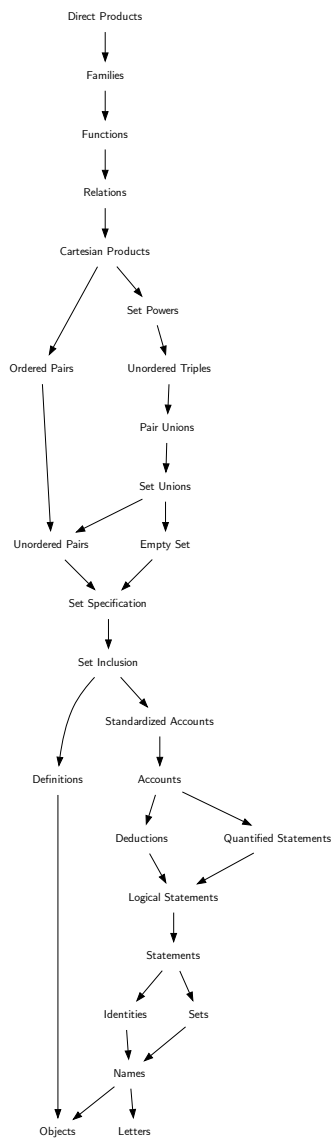 Direct Products
Families
Functions
Relations
Cartesian Products
Set Powers
Ordered Pairs
Unordered Triples
Pair Unions
Set Unions
Unordered Pairs
Empty Set
Set Specification
Set Inclusion
Standardized Accounts
Definitions
Accounts
Deductions
Quantified Statements
Logical Statements
Statements
Identities
Sets
Names
Objects
Letters